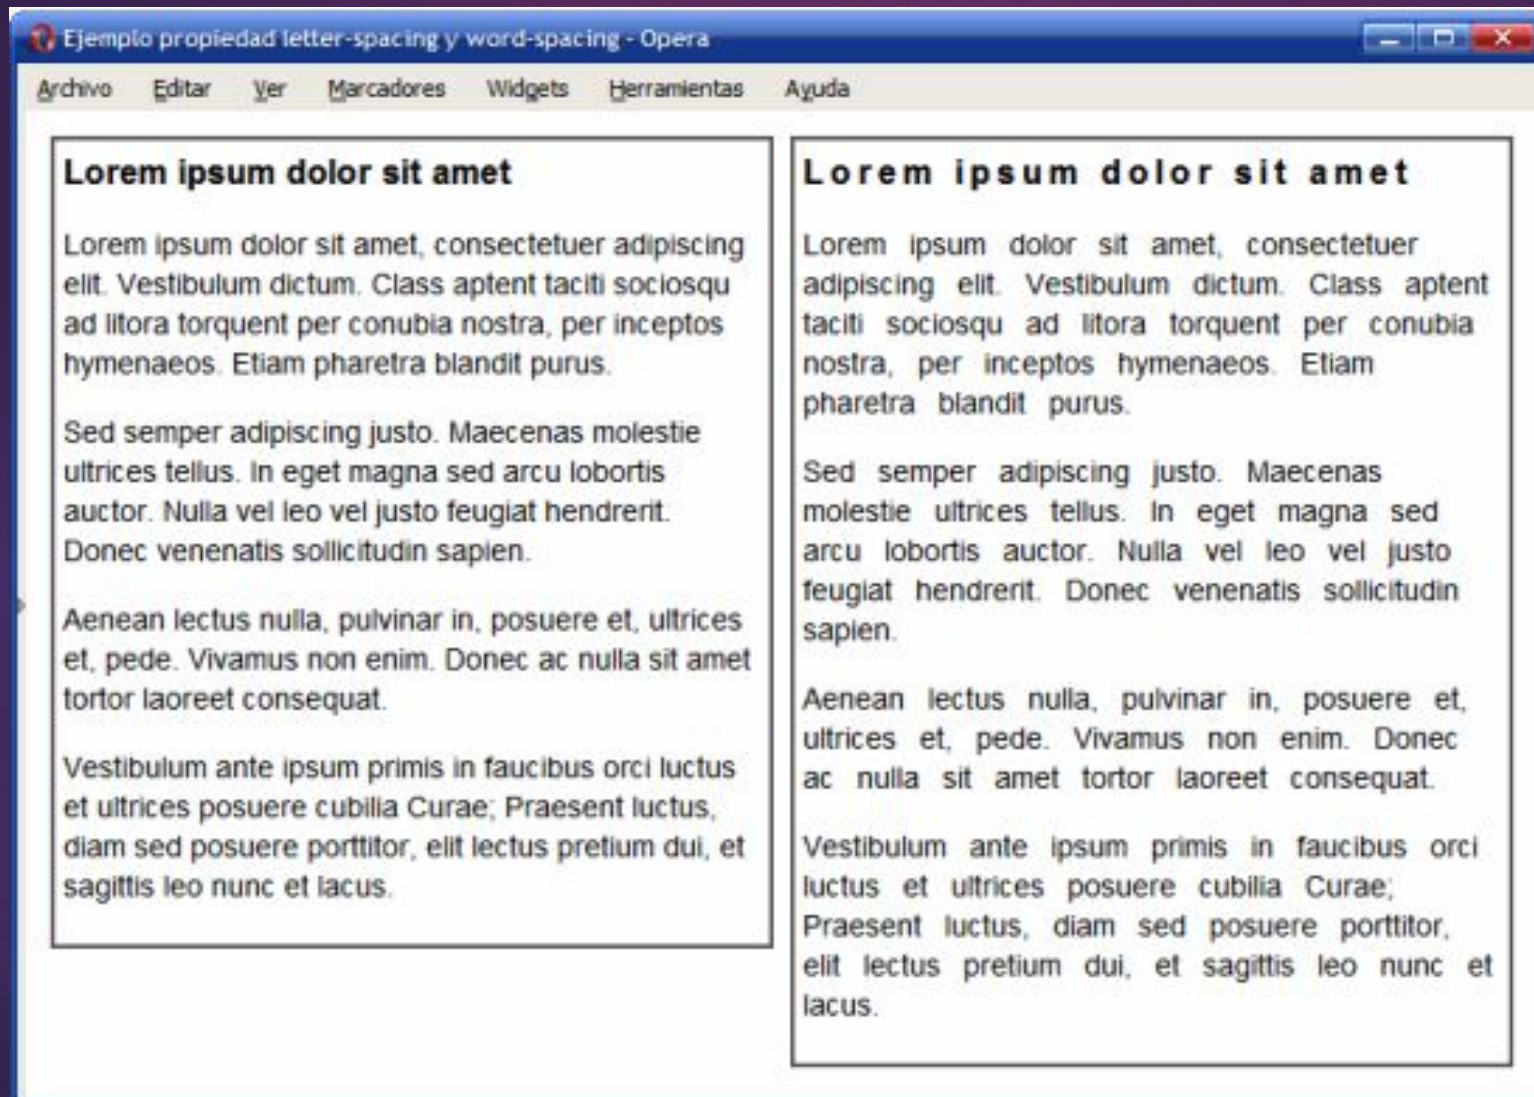 Ejemplo propiedad letter-spacing y word-spacing - Opera
Archivo Editar Ver Marcadores Widgets Herramientas Ayuda
Lorem ipsum dolor sit amet
Lorem ipsum dolor sit amet, consectetuer adipiscing
elit. Vestibulum dictum. Class aptent taciti sociosqu
ad litora torquent per conubia nostra, per inceptos
hymenaeos. Etiam pharetra blandit purus.
Sed semper adipiscing justo. Maecenas molestie
ultrices tellus. In eget magna sed arcu lobortis
auctor. Nulla vel leo vel justo feugiat hendrerit.
Donec venenatis sollicitudin sapien.
Aenean lectus nulla, pulvinar in, posuere et, ultrices
et, pede. Vivamus non enim. Donec ac nulla sit amet
tortor laoreet consequat.
Vestibulum ante ipsum primis in faucibus orci luctus
et ultrices posuere cubilia Curae; Praesent luctus,
diam sed posuere porttitor, elit lectus pretium dui, et
sagittis leo nunc et lacus.
Lorem ipsum dolor sit amet
Lorem ipsum dolor sit amet, consectetuer
adipiscing elit. Vestibulum dictum. Class aptent
taciti sociosqu ad litora torquent per conubia
nostra, per inceptos hymenaeos. Etiam
pharetra blandit purus.
Sed semper adipiscing justo. Maecenas
molestie ultrices tellus. In eget magna sed
arcu lobortis auctor. Nulla vel leo vel justo
feugiat hendrerit. Donec venenatis sollicitudin
sapien.
Aenean lectus nulla, pulvinar in, posuere et,
ultrices et, pede. Vivamus non enim. Donec
ac nulla sit amet tortor laoreet consequat.
Vestibulum ante ipsum primis in faucibus orci
luctus et ultrices posuere cubilia Curae;
Praesent luctus, diam sed posuere porttitor,
elit lectus pretium dui, et sagittis leo nunc et
lacus.